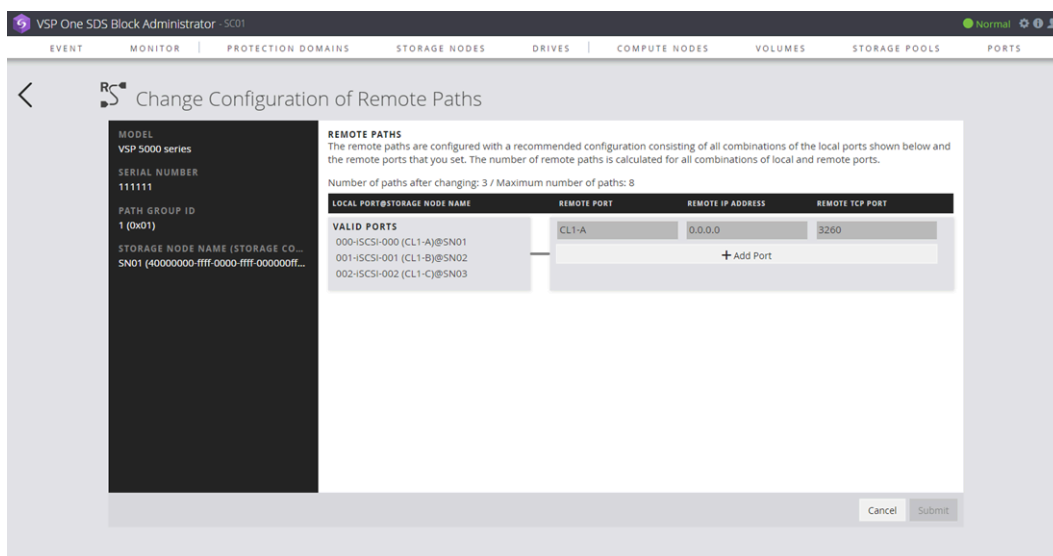 VSP One SDS Block Administrator - SC01
Normal
EVENT MONITOR PROTECTION DOMAINS STORAGE NODES DRIVES COMPUTE NODES VOLUMES STORAGE POOLS PORTS
Change Configuration of Remote Paths
MODEL
VSP 5000 series
SERIAL NUMBER
111111
PATH GROUP ID
1 (0x01)
STORAGE NODE NAME (STORAGE CO...
SN01 (40000000-ffff-0000-ffff-000000ff...
REMOTE PATHS
The remote paths are configured with a recommended configuration consisting of all combinations of the local ports shown below and
the remote ports that you set. The number of remote paths is calculated for all combinations of local and remote ports.
Number of paths after changing: 3 / Maximum number of paths: 8
LOCAL PORT@STORAGE NODE NAME REMOTE PORT REMOTE IP ADDRESS REMOTE TCP PORT
VALID PORTS
000-iSCSI-000 (CL1-A)@SN01
001-iSCSI-001 (CL1-B)@SN02
002-iSCSI-002 (CL1-C)@SN03
CL1-A 0.0.0.0 3260
+ Add Port
Cancel Submit